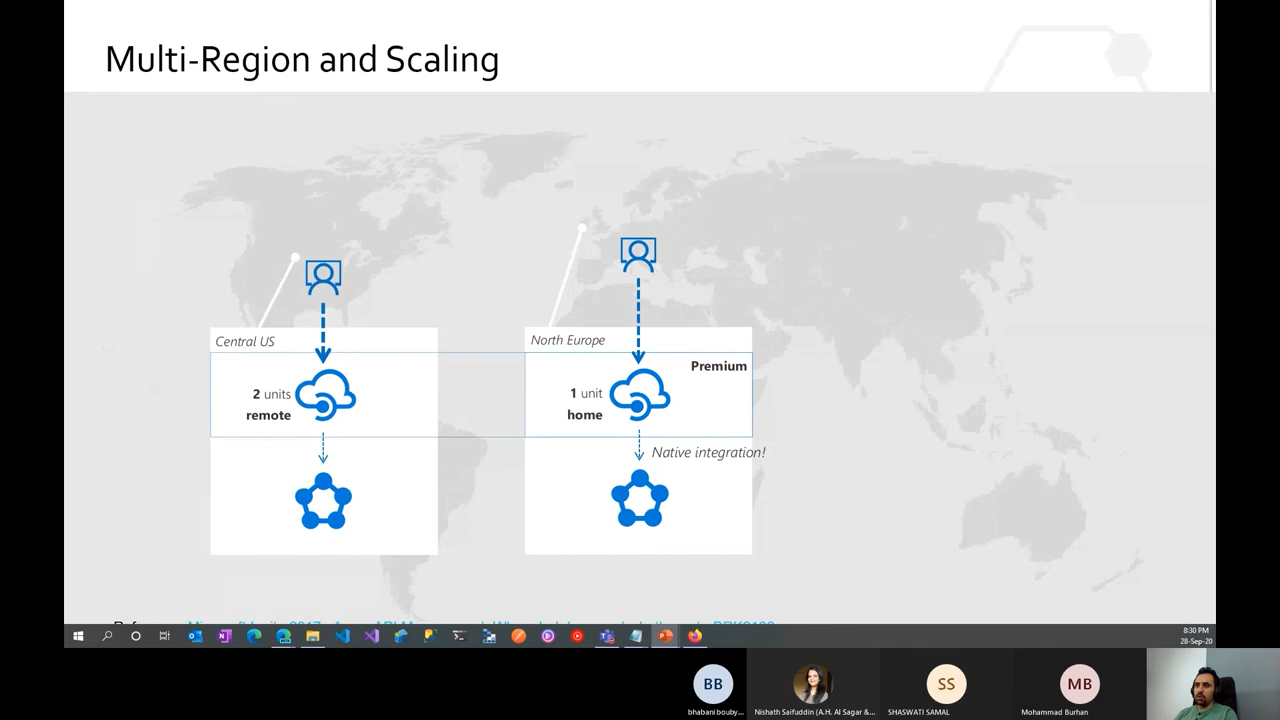 Multi-Region and Scaling
Central US
2 units
remote
North Europe
Premium
1 unit
home
Native integration!
8:30 PM
28-Sep-20
BB
SS
MB
bhabani bouby...
Nishath Saifuddin (A.H. Al Sagar &...
SHASWATI SAMAL
Mohammad Burhan